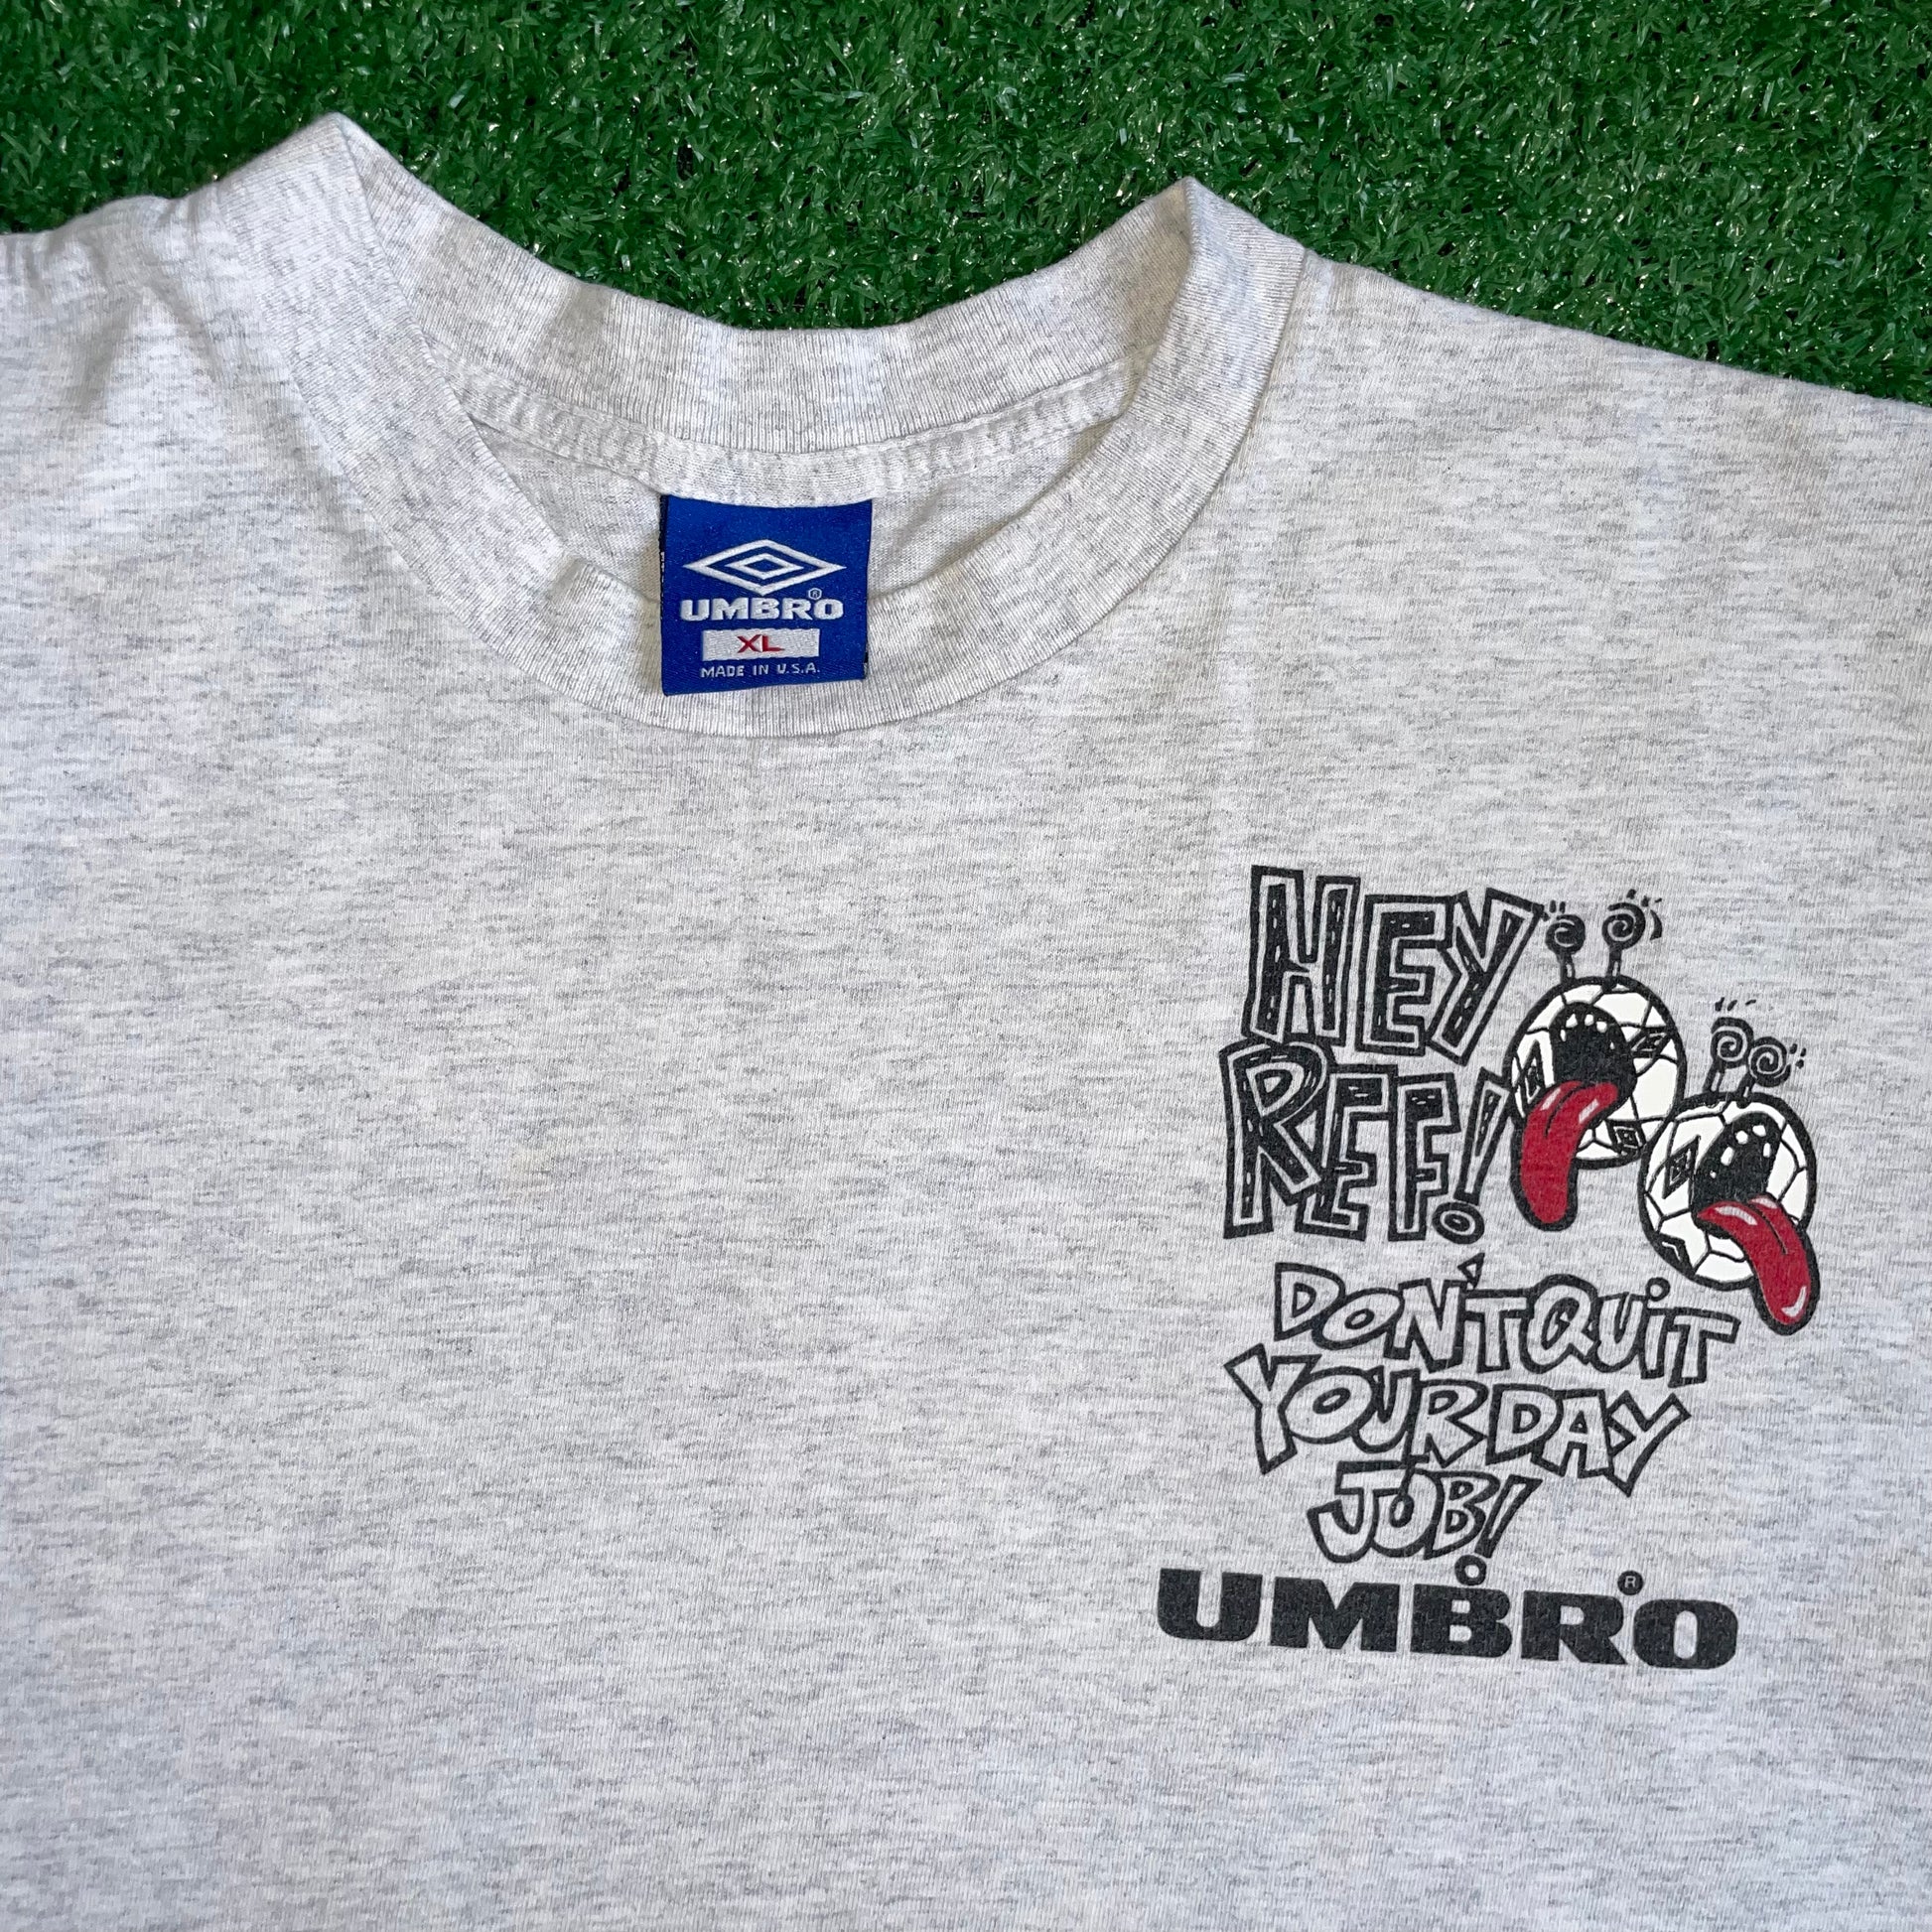 UMBRO®
XL
MADE IN U.S.A.
HEY
REF!
DON'T QUIT
YOUR DAY
JOB!
UMBRO®